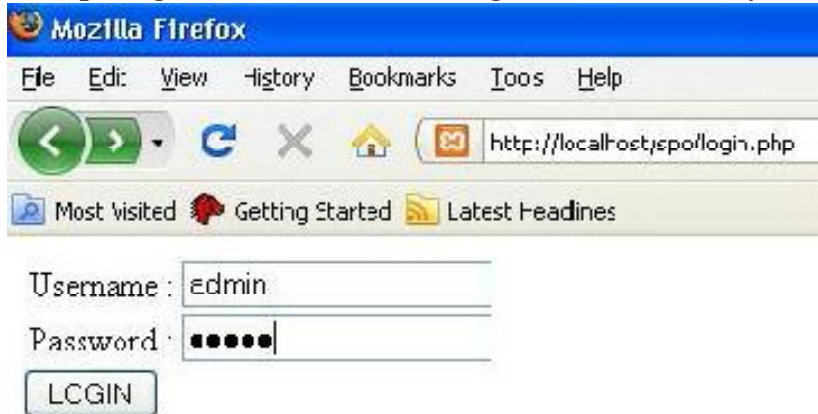 Mozilla Firefox
File Edit View History Bookmarks Tools Help
http://localhost/spo/login.php
Most Visited Getting Started Latest Headines
Username : admin
Password : •••••
LOGIN